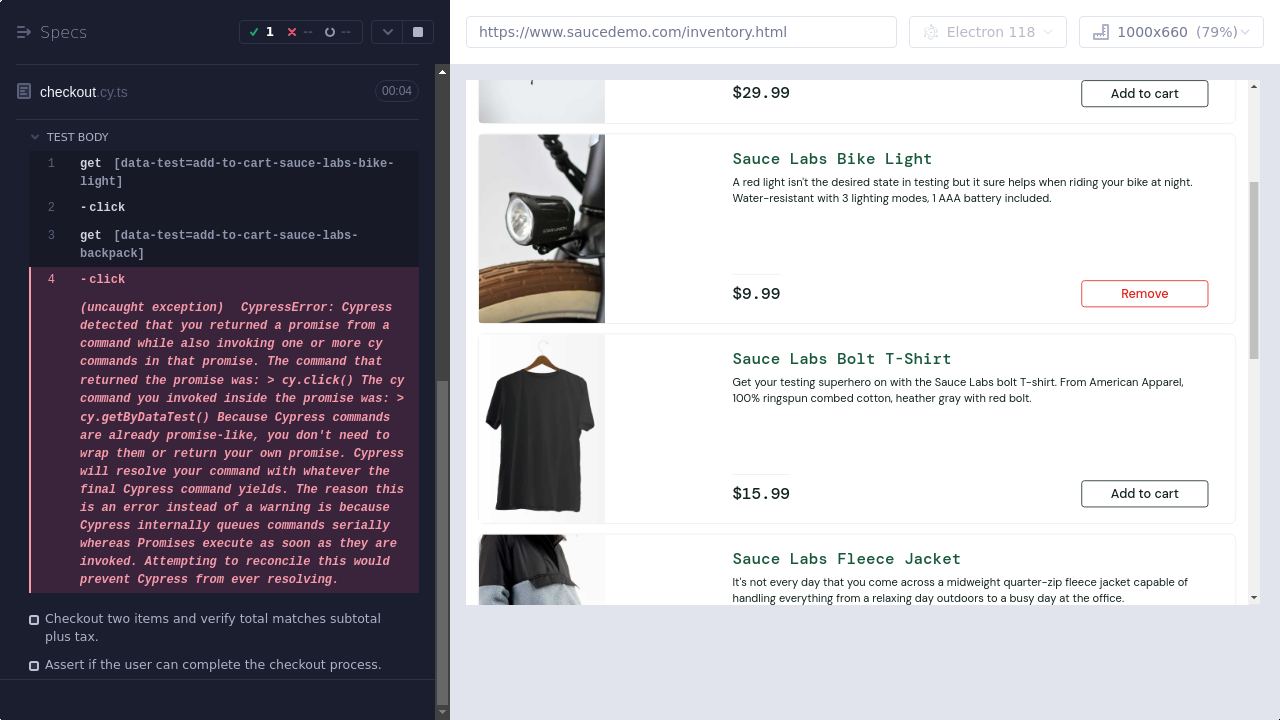 Specs
1
--
--
https://www.saucedemo.com/inventory.html
Electron 118
1000x660 (79%)
checkout.cy.ts
00:04
TEST BODY
1 get [data-test=add-to-cart-sauce-labs-bike-
light]
2 -click
3 get [data-test=add-to-cart-sauce-labs-
backpack]
4 -click
(uncaught exception) CypressError: Cypress
detected that you returned a promise from a
command while also invoking one or more cy
commands in that promise. The command that
returned the promise was: > cy.click() The cy
command you invoked inside the promise was: >
cy.getByDataTest() Because Cypress commands
are already promise-like, you don't need to
wrap them or return your own promise. Cypress
will resolve your command with whatever the
final Cypress command yields. The reason this
is an error instead of a warning is because
Cypress internally queues commands serially
whereas Promises execute as soon as they are
invoked. Attempting to reconcile this would
prevent Cypress from ever resolving.
Checkout two items and verify total matches subtotal
plus tax.
Assert if the user can complete the checkout process.
$29.99
Add to cart
Sauce Labs Bike Light
A red light isn't the desired state in testing but it sure helps when riding your bike at night.
Water-resistant with 3 lighting modes, 1 AAA battery included.
$9.99
Remove
Sauce Labs Bolt T-Shirt
Get your testing superhero on with the Sauce Labs bolt T-shirt. From American Apparel,
100% ringspun combed cotton, heather gray with red bolt.
$15.99
Add to cart
Sauce Labs Fleece Jacket
It's not every day that you come across a midweight quarter-zip fleece jacket capable of
handling everything from a relaxing day outdoors to a busy day at the office.